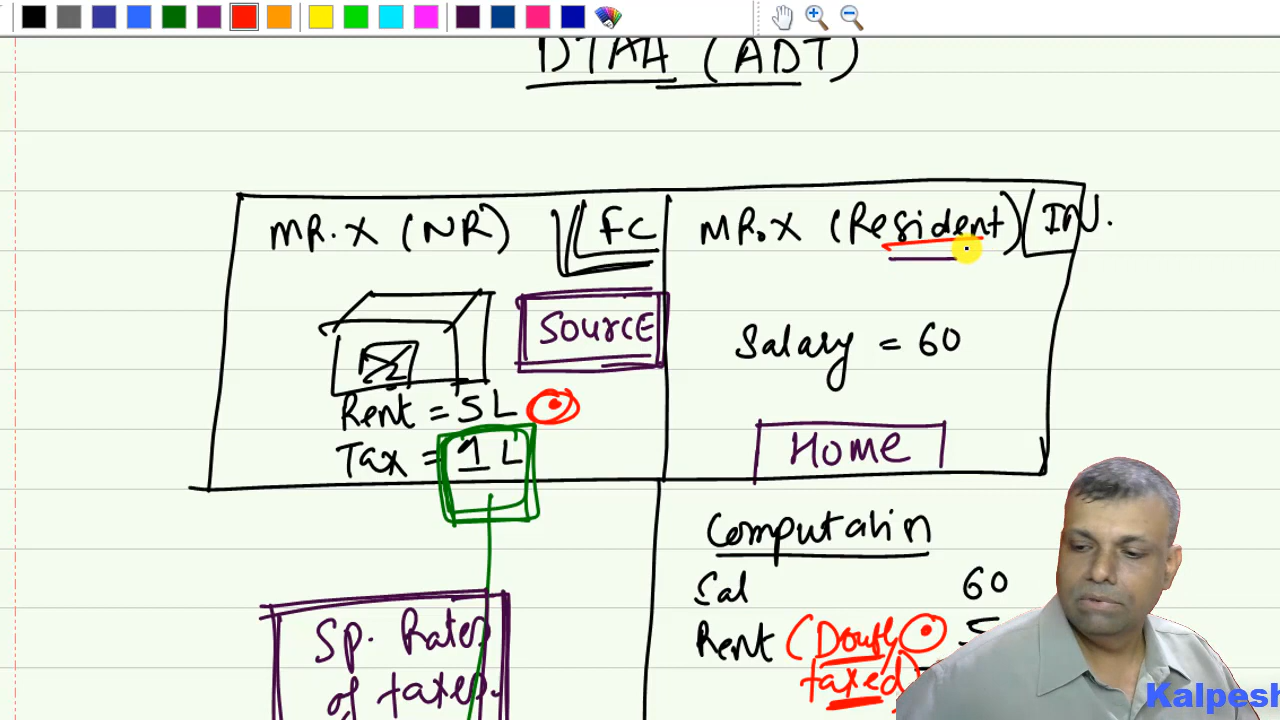 DTAA (ADT)
MR. X (NR)
FC
SOURCE
Rent = 5 L
Tax = 1 L
Sp. Rates
of taxes.
MR. X (Resident)
IN.
Salary = 60
Home
Computation
Sal 60
Rent (Doubly 5
taxed)
Kalpesh